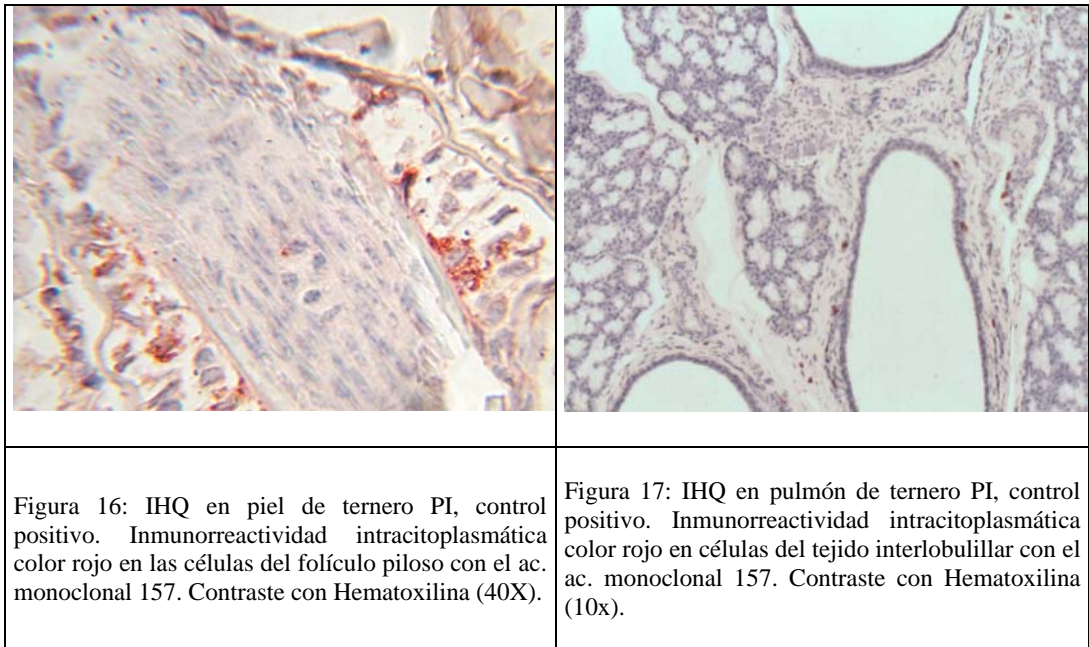 Figura 16: IHQ en piel de ternero PI, control
positivo. Inmunorreactividad intracitoplasmática
color rojo en las células del folículo piloso con el ac.
monoclonal 157. Contraste con Hematoxilina (40X).
Figura 17: IHQ en pulmón de ternero PI, control
positivo. Inmunorreactividad intracitoplasmática
color rojo en células del tejido interlobulillar con el
ac. monoclonal 157. Contraste con Hematoxilina
(10x).